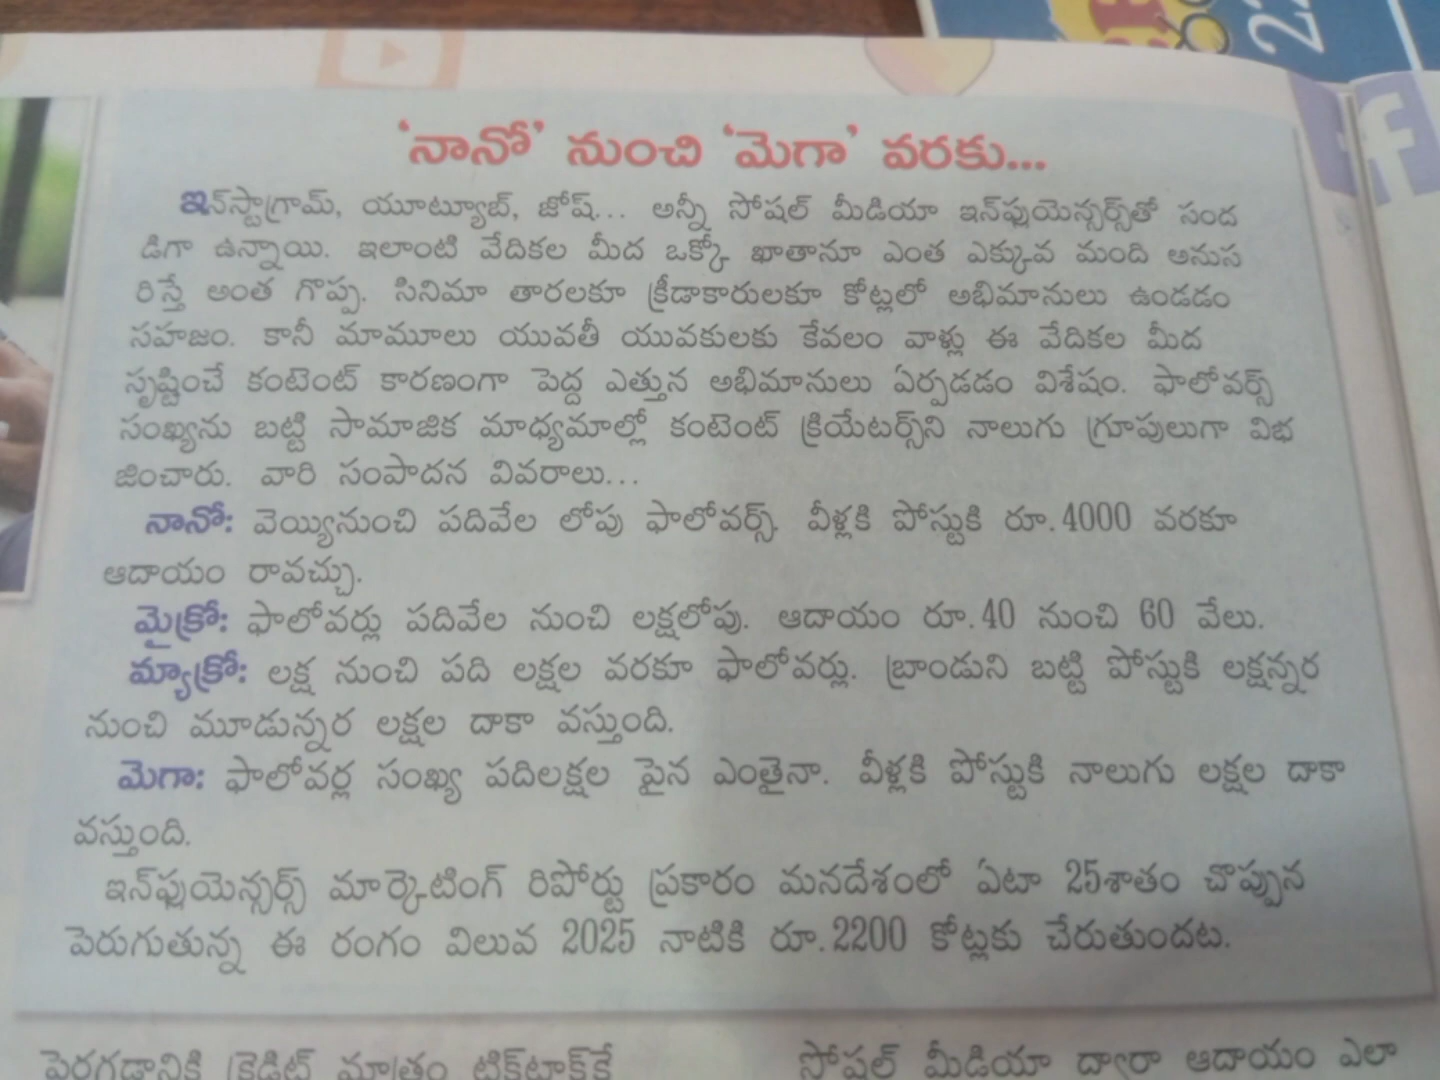 ‘నానో’ నుంచి ‘మెగా’ వరకు...
ఇన్‌స్టాగ్రామ్, యూట్యూబ్, జోష్... అన్నీ సోషల్ మీడియా ఇన్‌ఫ్లుయెన్సర్స్‌తో సంద
డిగా ఉన్నాయి. ఇలాంటి వేదికల మీద ఒక్కో ఖాతానూ ఎంత ఎక్కువ మంది అనుస
రిస్తే అంత గొప్ప. సినిమా తారలకూ క్రీడాకారులకూ కోట్లలో అభిమానులు ఉండడం
సహజం. కానీ మామూలు యువతీ యువకులకు కేవలం వాళ్లు ఈ వేదికల మీద
సృష్టించే కంటెంట్ కారణంగా పెద్ద ఎత్తున అభిమానులు ఏర్పడడం విశేషం. ఫాలోవర్స్
సంఖ్యను బట్టి సామాజిక మాధ్యమాల్లో కంటెంట్ క్రియేటర్స్‌ని నాలుగు గ్రూపులుగా విభ
జించారు. వారి సంపాదన వివరాలు...
నానో: వెయ్యినుంచి పదివేల లోపు ఫాలోవర్స్. వీళ్లకి పోస్టుకి రూ.4000 వరకూ
ఆదాయం రావచ్చు.
మైక్రో: ఫాలోవర్లు పదివేల నుంచి లక్షలోపు. ఆదాయం రూ.40 నుంచి 60 వేలు.
మ్యాక్రో: లక్ష నుంచి పది లక్షల వరకూ ఫాలోవర్లు. బ్రాండుని బట్టి పోస్టుకి లక్షన్నర
నుంచి మూడున్నర లక్షల దాకా వస్తుంది.
మెగా: ఫాలోవర్ల సంఖ్య పదిలక్షల పైన ఎంతైనా. వీళ్లకి పోస్టుకి నాలుగు లక్షల దాకా
వస్తుంది.
ఇన్‌ఫ్లుయెన్సర్స్ మార్కెటింగ్ రిపోర్టు ప్రకారం మనదేశంలో ఏటా 25శాతం చొప్పున
పెరుగుతున్న ఈ రంగం విలువ 2025 నాటికి రూ.2200 కోట్లకు చేరుతుందట.
పెరగడానికి క్రెడిట్ మాత్రం టిక్‌టాక్‌కే
సోషల్ మీడియా ద్వారా ఆదాయం ఎలా